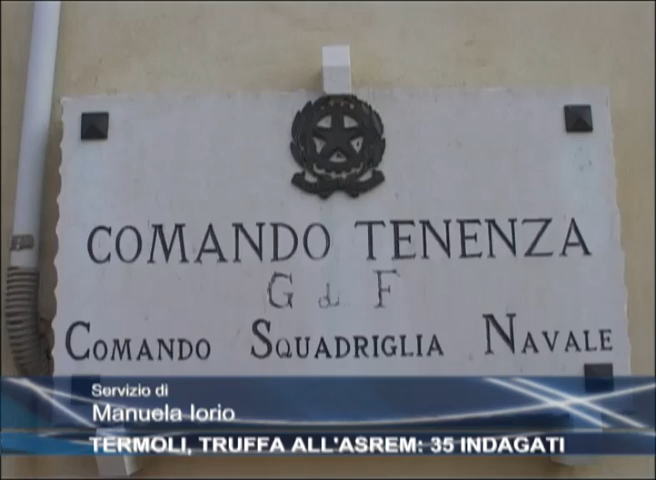 COMANDO TENENZA
G d F
COMANDO SQUADRIGLIA NAVALE
Servizio di
Manuela Iorio
TERMOLI, TRUFFA ALL'ASREM: 35 INDAGATI